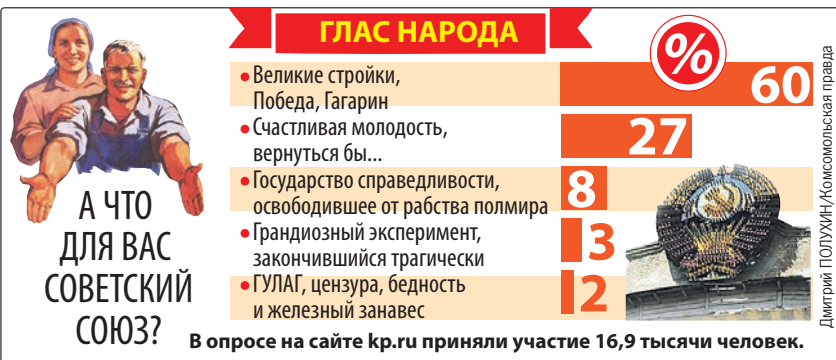 ГЛАС НАРОДА
%
А ЧТО
ДЛЯ ВАС
СОВЕТСКИЙ
СОЮЗ?
• Великие стройки,
Победа, Гагарин
60
• Счастливая молодость,
вернуться бы...
27
• Государство справедливости,
освободившее от рабства полмира
8
• Грандиозный эксперимент,
закончившийся трагически
3
• ГУЛАГ, цензура, бедность
и железный занавес
2
В опросе на сайте kp.ru приняли участие 16,9 тысячи человек.
Дмитрий ПОЛУХИН/Комсомольская правда